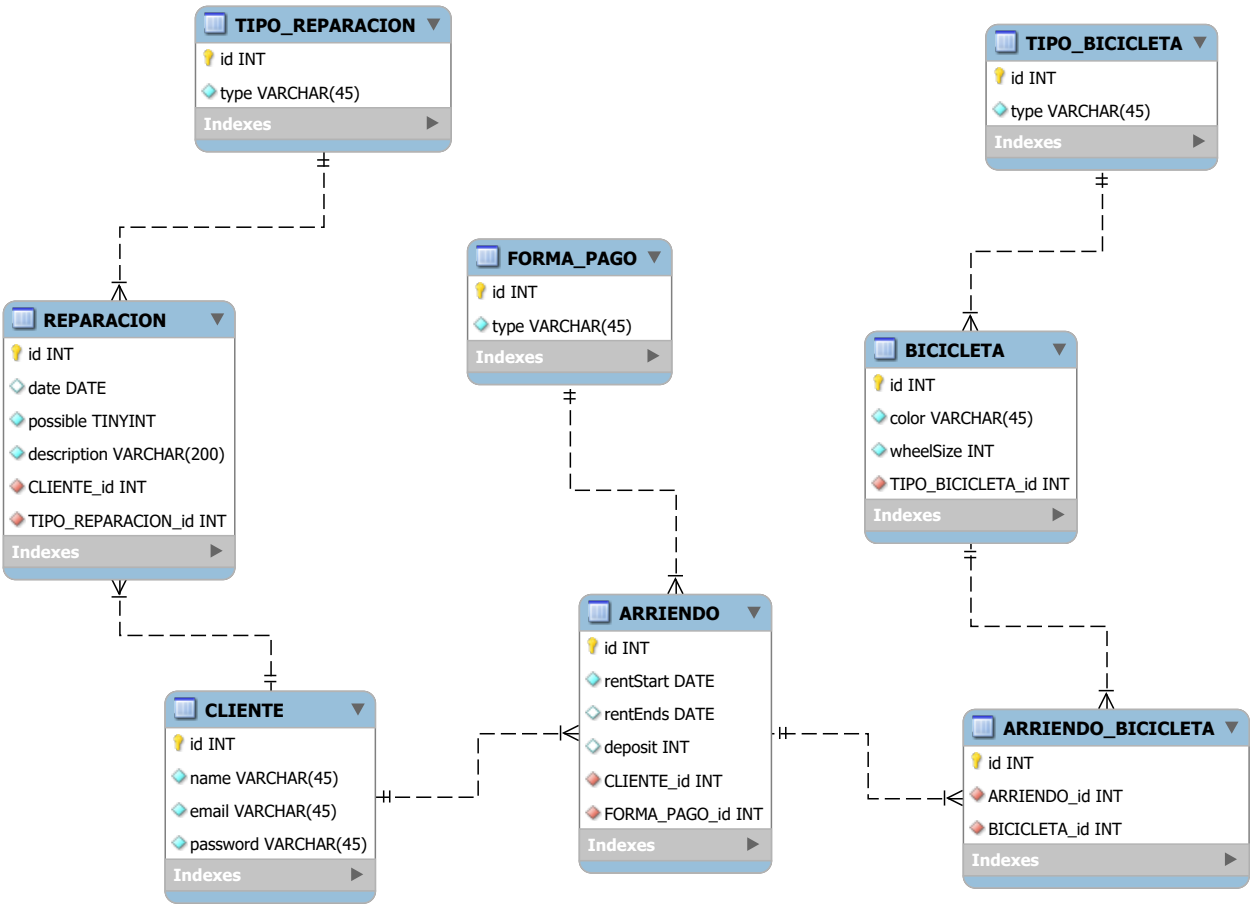 TIPO_REPARACION
id INT
type VARCHAR(45)
Indexes
TIPO_BICICLETA
id INT
type VARCHAR(45)
Indexes
FORMA_PAGO
id INT
type VARCHAR(45)
Indexes
REPARACION
id INT
date DATE
possible TINYINT
description VARCHAR(200)
CLIENTE_id INT
TIPO_REPARACION_id INT
Indexes
BICICLETA
id INT
color VARCHAR(45)
wheelSize INT
TIPO_BICICLETA_id INT
Indexes
CLIENTE
id INT
name VARCHAR(45)
email VARCHAR(45)
password VARCHAR(45)
Indexes
ARRIENDO
id INT
rentStart DATE
rentEnds DATE
deposit INT
CLIENTE_id INT
FORMA_PAGO_id INT
Indexes
ARRIENDO_BICICLETA
id INT
ARRIENDO_id INT
BICICLETA_id INT
Indexes